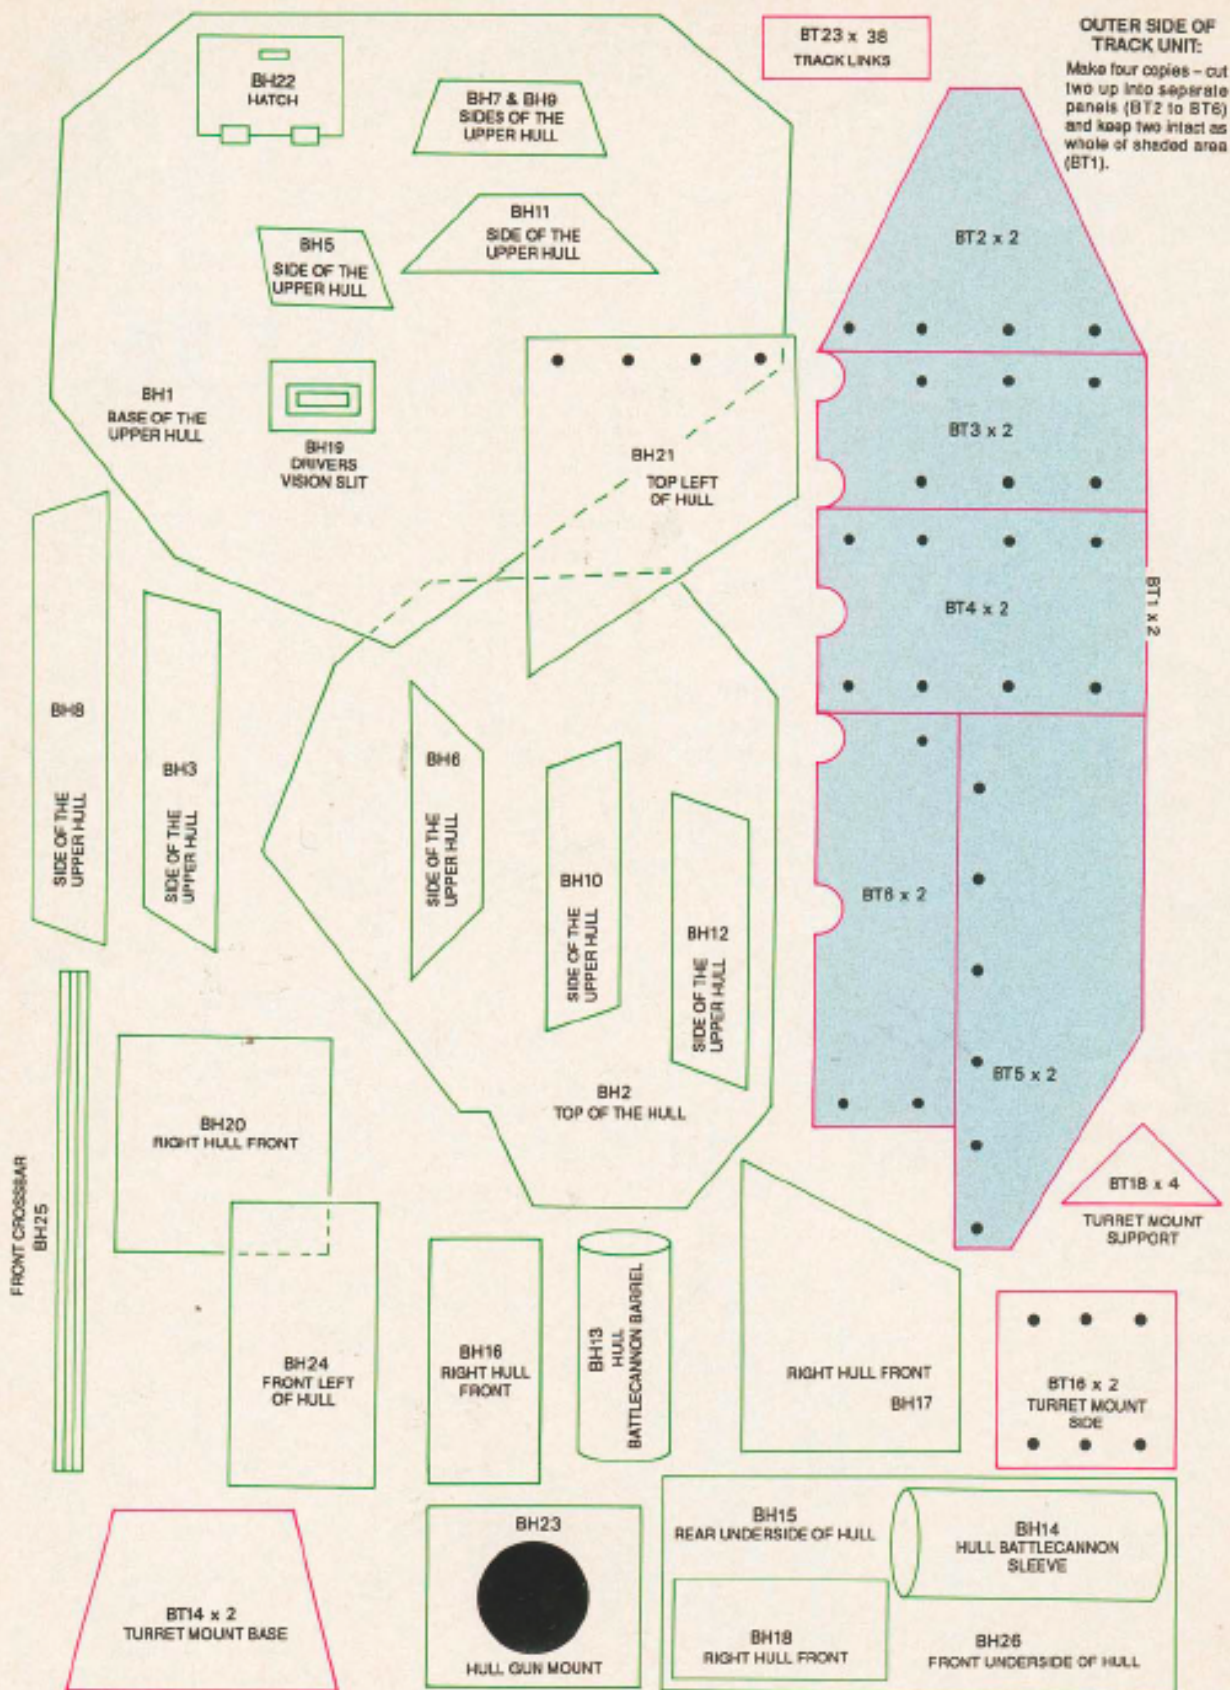 BT23 x 38
TRACK LINKS
OUTER SIDE OF
TRACK UNIT:
Make four copies – cut
two up into separate
panels (BT2 to BT6)
and keep two intact as
whole of shaded area
(BT1).
BH22
HATCH
BH7 & BH9
SIDES OF THE
UPPER HULL
BH11
SIDE OF THE
UPPER HULL
BH5
SIDE OF THE
UPPER HULL
BT2 x 2
BH1
BASE OF THE
UPPER HULL
BH19
DRIVERS
VISION SLIT
BH21
TOP LEFT
OF HULL
BT3 x 2
BT4 x 2
BT1 x 2
BH8
SIDE OF THE
UPPER HULL
BH3
SIDE OF THE
UPPER HULL
BH6
SIDE OF THE
UPPER HULL
BH10
SIDE OF THE
UPPER HULL
BH12
SIDE OF THE
UPPER HULL
BT6 x 2
BT5 x 2
BH2
TOP OF THE HULL
BH20
RIGHT HULL FRONT
FRONT CROSSBAR
BH25
BT18 x 4
TURRET MOUNT
SUPPORT
BH24
FRONT LEFT
OF HULL
BH16
RIGHT HULL
FRONT
BH13
HULL
BATTLECANNON BARREL
RIGHT HULL FRONT
BH17
BT16 x 2
TURRET MOUNT
SIDE
BT14 x 2
TURRET MOUNT BASE
BH23
HULL GUN MOUNT
BH15
REAR UNDERSIDE OF HULL
BH14
HULL BATTLECANNON
SLEEVE
BH18
RIGHT HULL FRONT
BH26
FRONT UNDERSIDE OF HULL